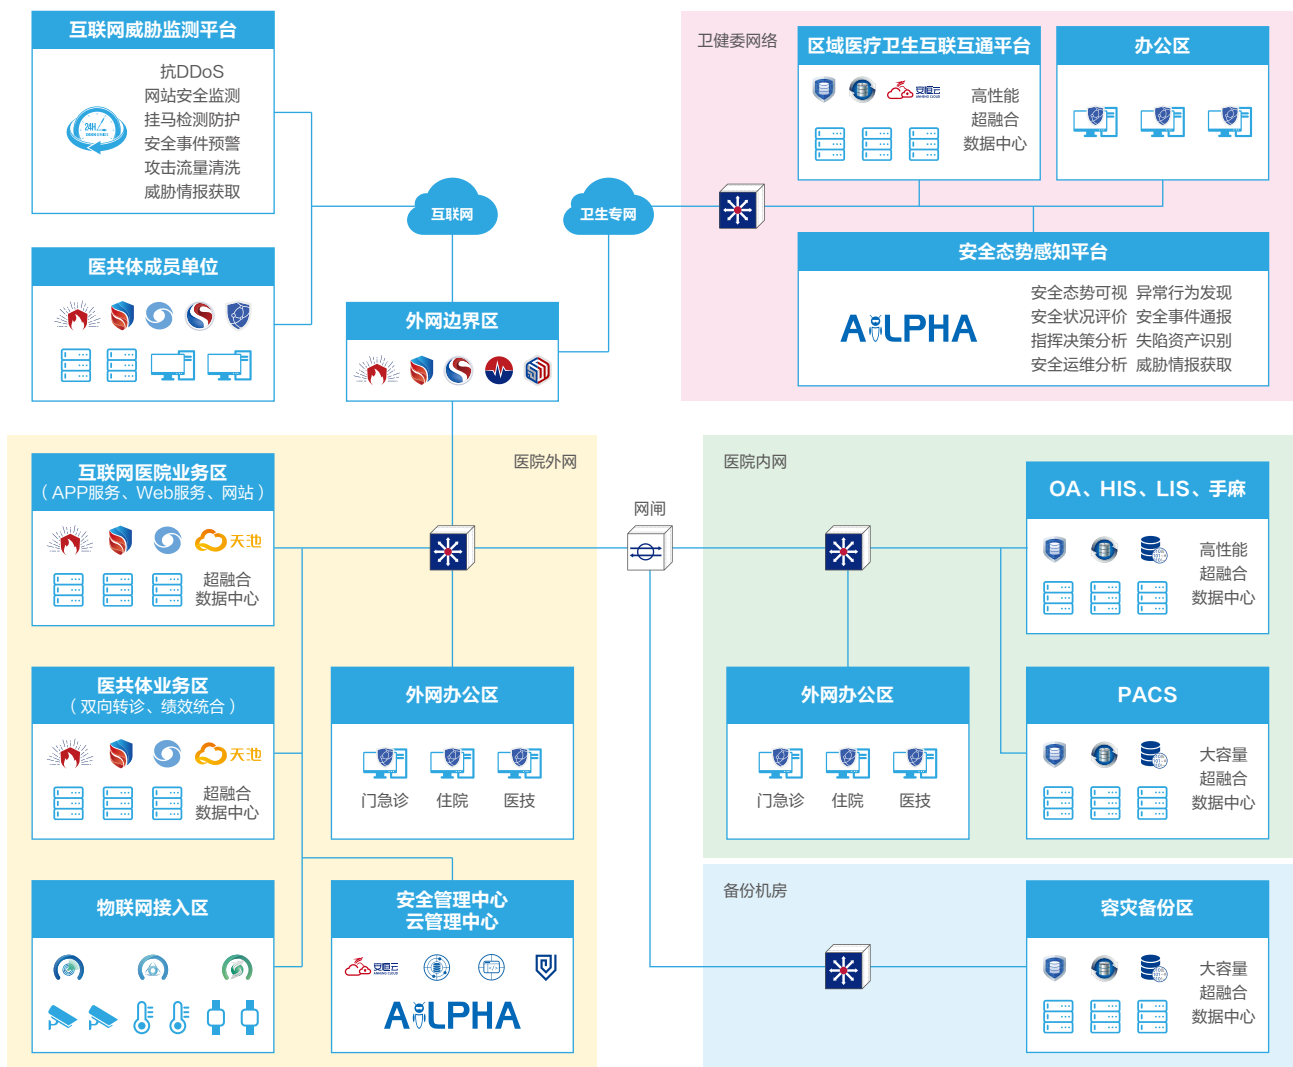 互联网威胁监测平台
24H
抗DDoS
网站安全监测
挂马检测防护
安全事件预警
攻击流量清洗
威胁情报获取
医共体成员单位
互联网
卫生专网
外网边界区
卫健委网络
区域医疗卫生互联互通平台
安恒云
高性能
超融合
数据中心
办公区
安全态势感知平台
AiLPHA
安全态势可视 异常行为发现
安全状况评价 安全事件通报
指挥决策分析 失陷资产识别
安全运维分析 威胁情报获取
医院外网
互联网医院业务区
（APP服务、Web服务、网站）
天池
超融合
数据中心
医共体业务区
（双向转诊、绩效统合）
天池
超融合
数据中心
外网办公区
门急诊
住院
医技
物联网接入区
安全管理中心
云管理中心
安恒云
AiLPHA
网闸
医院内网
OA、HIS、LIS、手麻
高性能
超融合
数据中心
外网办公区
门急诊
住院
医技
PACS
大容量
超融合
数据中心
备份机房
容灾备份区
大容量
超融合
数据中心